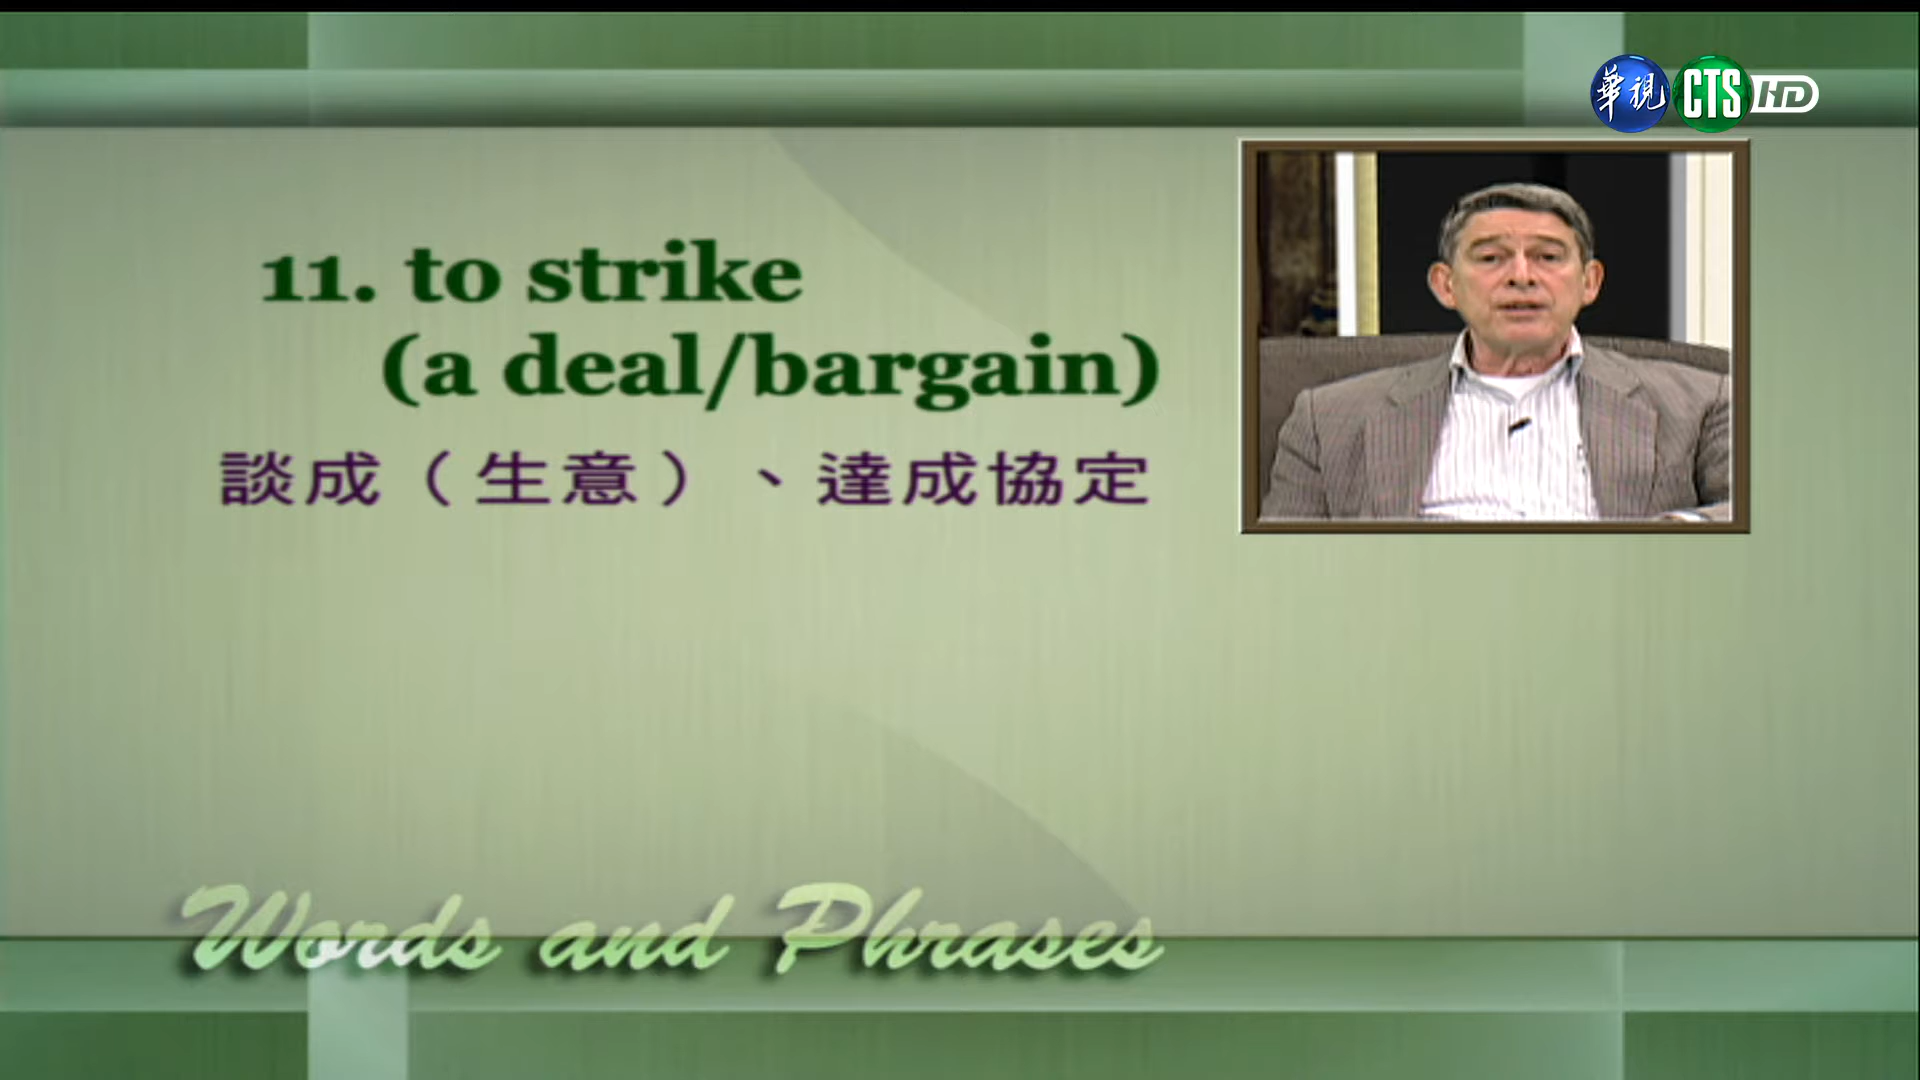 華視 CTS HD
11. to strike
(a deal/bargain)
談成（生意）、達成協定
Words and Phrases